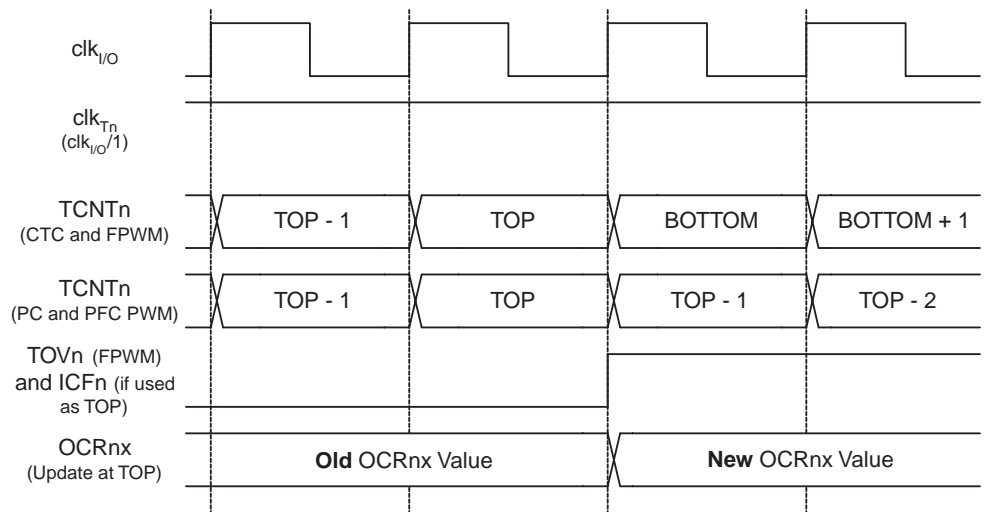 clkI/O
clkTn
(clkI/O/1)
TCNTn
(CTC and FPWM)
TOP - 1
TOP
BOTTOM
BOTTOM + 1
TCNTn
(PC and PFC PWM)
TOP - 1
TOP
TOP - 1
TOP - 2
TOVn (FPWM)
and ICFn (if used
as TOP)
OCRnx
(Update at TOP)
Old OCRnx Value
New OCRnx Value